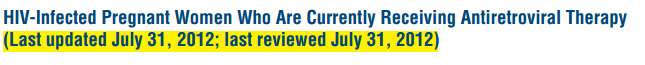 HIV-Infected Pregnant Women Who Are Currently Receiving Antiretroviral Therapy
(Last updated July 31, 2012; last reviewed July 31, 2012)